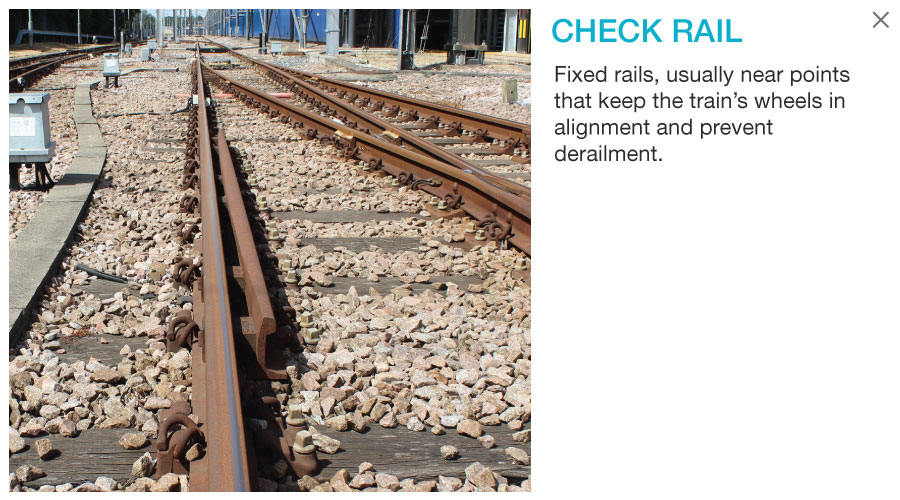 CHECK RAIL
Fixed rails, usually near points
that keep the train’s wheels in
alignment and prevent
derailment.